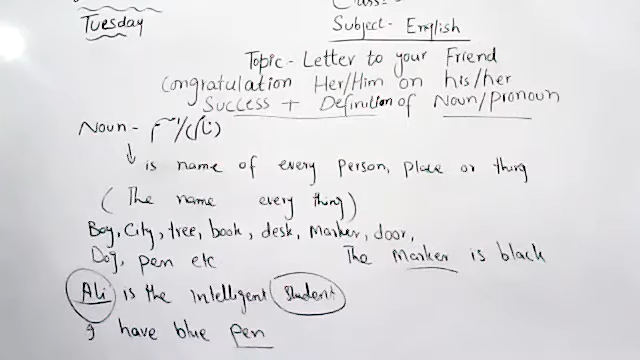 Class-
Tuesday
Subject- English
Topic- Letter to your Friend
Congratulation Her/Him on his/her
Success + Definition of Noun/pronoun
Noun-
is name of every person, place or thing
(The name every thing)
Boy, City, tree, book, desk, Marker, door,
Dog, pen etc The Marker is black
Ali is the intelligent student
I have blue pen